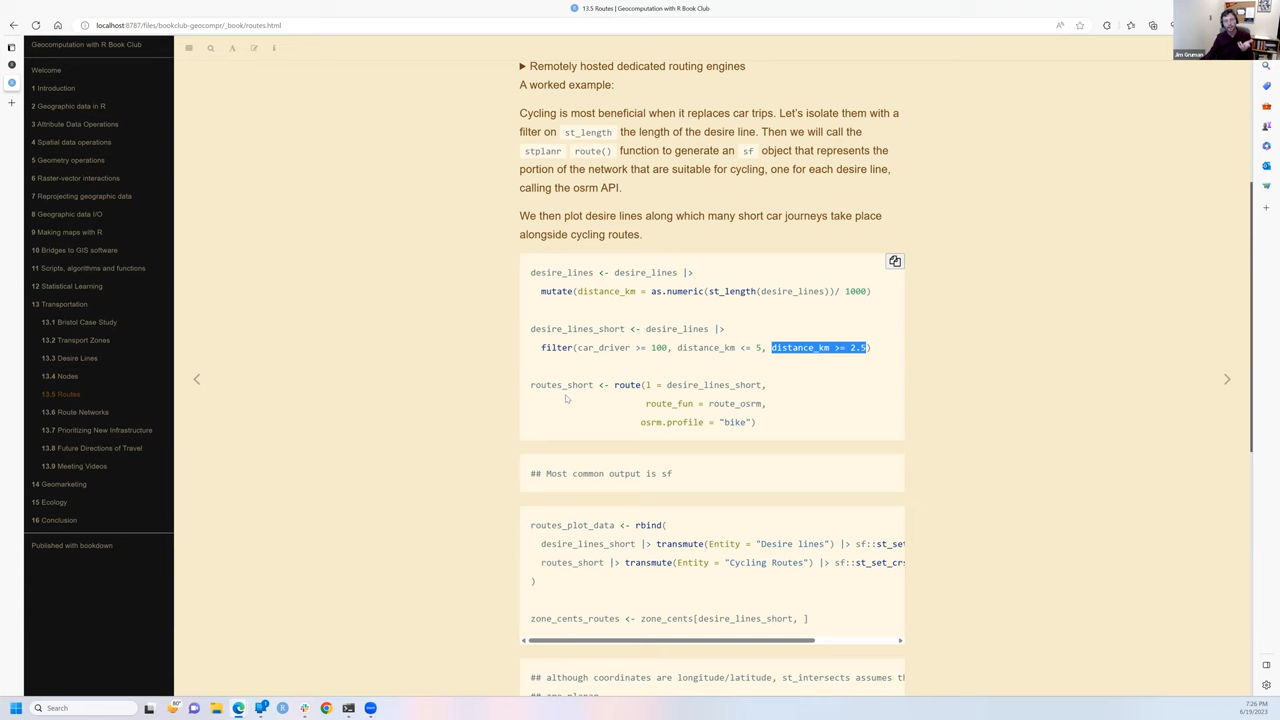 13.5 Routes | Geocomputation with R Book Club
localhost:8787/files/bookclub-geocompr/_book/routes.html
Jim Gruman
Geocomputation with R Book Club
Welcome
1 Introduction
2 Geographic data in R
3 Attribute Data Operations
4 Spatial data operations
5 Geometry operations
6 Raster-vector interactions
7 Reprojecting geographic data
8 Geographic data I/O
9 Making maps with R
10 Bridges to GIS software
11 Scripts, algorithms and functions
12 Statistical Learning
13 Transportation
13.1 Bristol Case Study
13.2 Transport Zones
13.3 Desire Lines
13.4 Nodes
13.5 Routes
13.6 Route Networks
13.7 Prioritizing New Infrastructure
13.8 Future Directions of Travel
13.9 Meeting Videos
14 Geomarketing
15 Ecology
16 Conclusion
Published with bookdown
▶ Remotely hosted dedicated routing engines
A worked example:
Cycling is most beneficial when it replaces car trips. Let's isolate them with a
filter on st_length the length of the desire line. Then we will call the
stplanr route() function to generate an sf object that represents the
portion of the network that are suitable for cycling, one for each desire line,
calling the osrm API.
We then plot desire lines along which many short car journeys take place
alongside cycling routes.
desire_lines <- desire_lines |>
mutate(distance_km = as.numeric(st_length(desire_lines))/ 1000)
desire_lines_short <- desire_lines |>
filter(car_driver >= 100, distance_km <= 5, distance_km >= 2.5)
routes_short <- route(l = desire_lines_short,
route_fun = route_osrm,
osrm.profile = "bike")
## Most common output is sf
routes_plot_data <- rbind(
desire_lines_short |> transmute(Entity = "Desire lines") |> sf::st_set
routes_short |> transmute(Entity = "Cycling Routes") |> sf::st_set_crs
)
zone_cents_routes <- zone_cents[desire_lines_short, ]
## although coordinates are longitude/latitude, st_intersects assumes th
## are planar
Search
80°
7:26 PM
6/19/2023